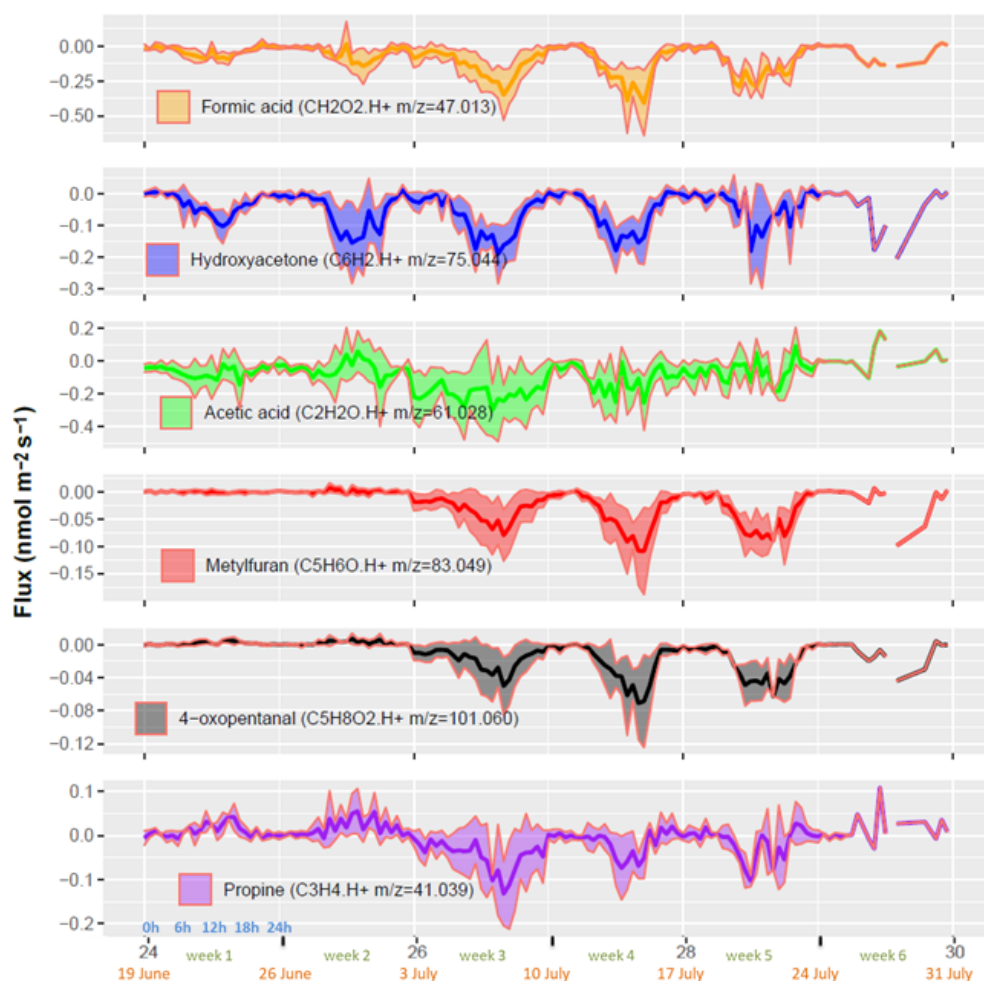 Flux (nmol m⁻² s⁻¹)
0.00
−0.25
−0.50
Formic acid (CH2O2.H+ m/z=47.013)
0.0
−0.1
−0.2
−0.3
Hydroxyacetone (C6H2.H+ m/z=75.044)
0.2
0.0
−0.2
−0.4
Acetic acid (C2H2O.H+ m/z=61.028)
0.00
−0.05
−0.10
−0.15
Metylfuran (C5H6O.H+ m/z=83.049)
0.00
−0.04
−0.08
−0.12
4−oxopentanal (C5H8O2.H+ m/z=101.060)
0.1
0.0
−0.1
−0.2
Propine (C3H4.H+ m/z=41.039)
0h 6h 12h 18h 24h
24 26 28 30
week 1 week 2 week 3 week 4 week 5 week 6
19 June 26 June 3 July 10 July 17 July 24 July 31 July